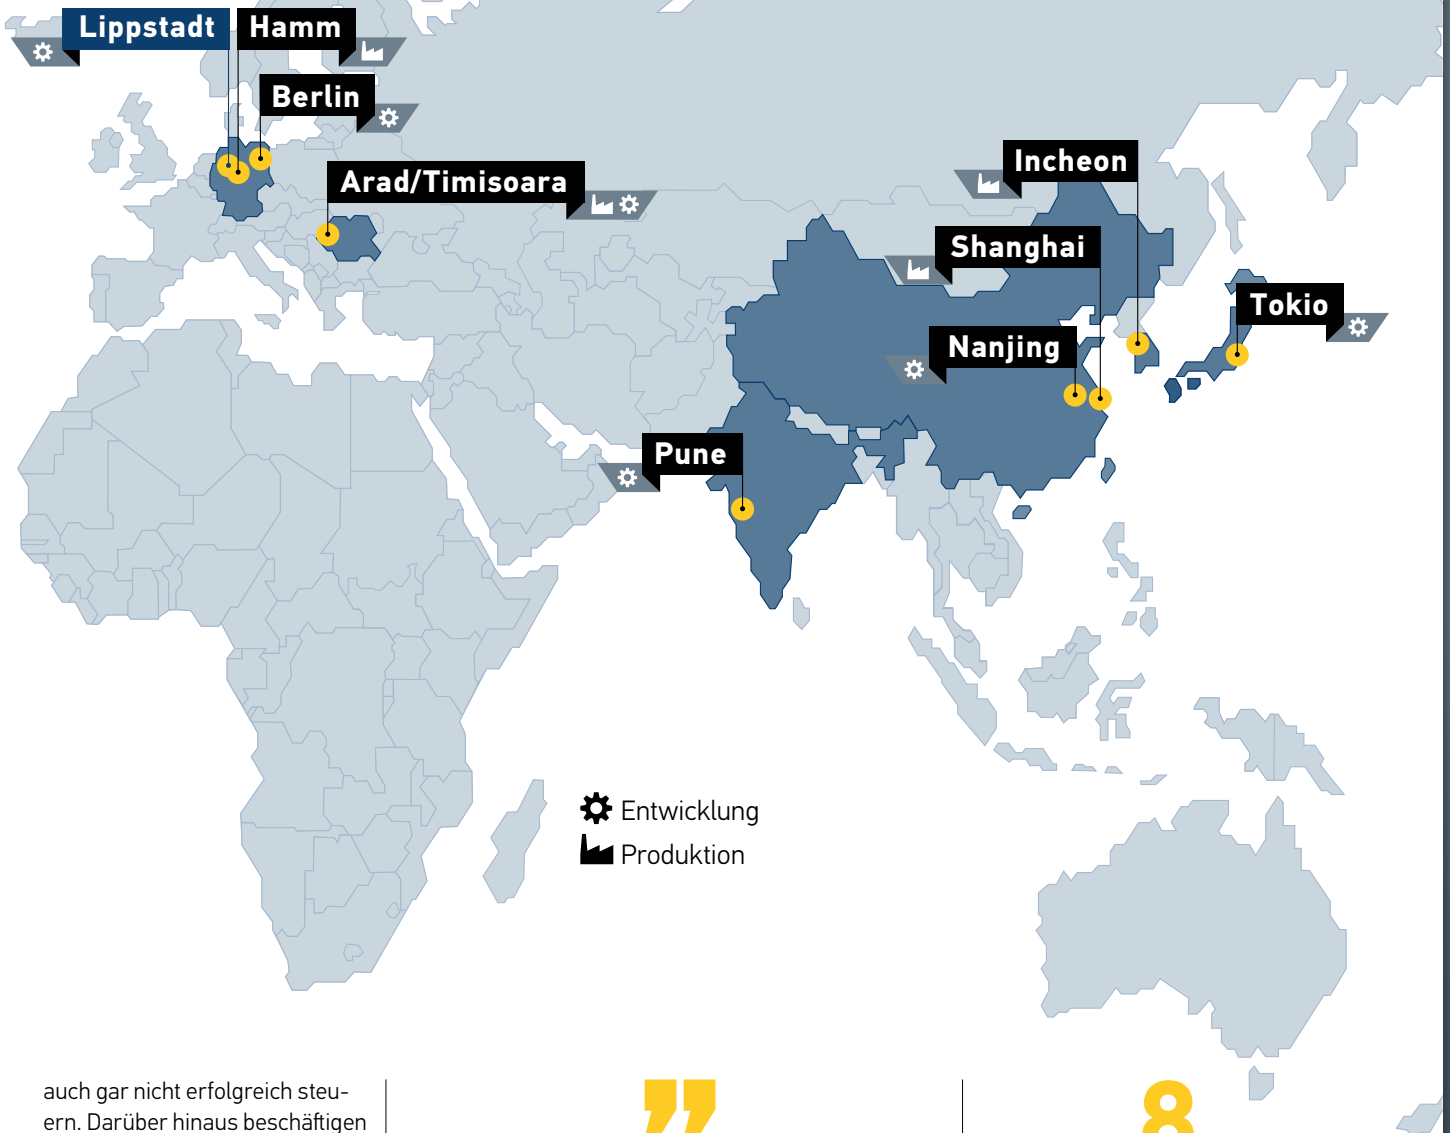 Lippstadt
Hamm
Berlin
Arad/Timisoara
Incheon
Shanghai
Tokio
Nanjing
Pune
Entwicklung
Produktion
auch gar nicht erfolgreich steu-
ern. Darüber hinaus beschäftigen
”
8